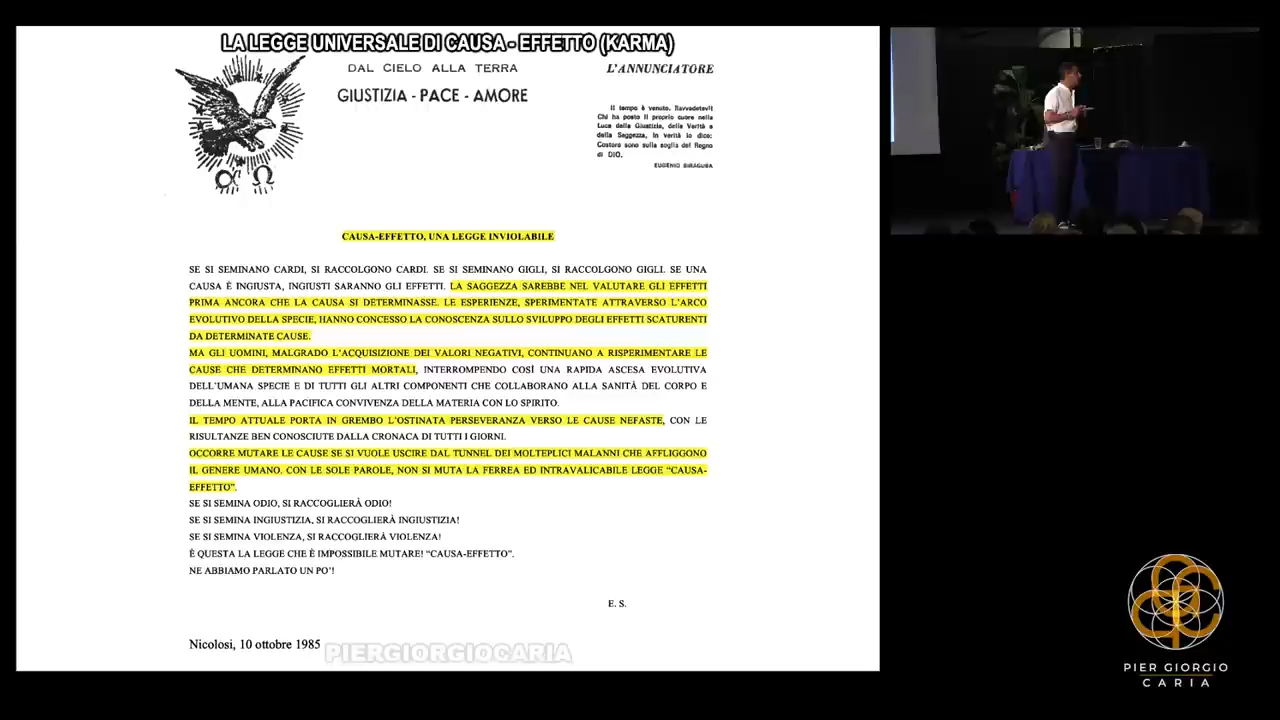 LA LEGGE UNIVERSALE DI CAUSA - EFFETTO (KARMA)
DAL CIELO ALLA TERRA
GIUSTIZIA - PACE - AMORE
L'ANNUNCIATORE
Il tempo è venuto. Ravvedetevi!
Chi ha posto il proprio cuore nella
Luce della Giustizia, della Verità e
della Saggezza, in verità io dico:
Costoro sono sulla soglia del Regno
di DIO.
EUGENIO SIRAGUSA
CAUSA-EFFETTO, UNA LEGGE INVIOLABILE
SE SI SEMINANO CARDI, SI RACCOLGONO CARDI. SE SI SEMINANO GIGLI, SI RACCOLGONO GIGLI. SE UNA
CAUSA È INGIUSTA, INGIUSTI SARANNO GLI EFFETTI. LA SAGGEZZA SAREBBE NEL VALUTARE GLI EFFETTI
PRIMA ANCORA CHE LA CAUSA SI DETERMINASSE. LE ESPERIENZE, SPERIMENTATE ATTRAVERSO L'ARCO
EVOLUTIVO DELLA SPECIE, HANNO CONCESSO LA CONOSCENZA SULLO SVILUPPO DEGLI EFFETTI SCATURENTI
DA DETERMINATE CAUSE.
MA GLI UOMINI, MALGRADO L'ACQUISIZIONE DEI VALORI NEGATIVI, CONTINUANO A RISPERIMENTARE LE
CAUSE CHE DETERMINANO EFFETTI MORTALI, INTERROMPENDO COSÌ UNA RAPIDA ASCESA EVOLUTIVA
DELL'UMANA SPECIE E DI TUTTI GLI ALTRI COMPONENTI CHE COLLABORANO ALLA SANITÀ DEL CORPO E
DELLA MENTE, ALLA PACIFICA CONVIVENZA DELLA MATERIA CON LO SPIRITO.
IL TEMPO ATTUALE PORTA IN GREMBO L'OSTINATA PERSEVERANZA VERSO LE CAUSE NEFASTE, CON LE
RISULTANZE BEN CONOSCIUTE DALLA CRONACA DI TUTTI I GIORNI.
OCCORRE MUTARE LE CAUSE SE SI VUOLE USCIRE DAL TUNNEL DEI MOLTEPLICI MALANNI CHE AFFLIGGONO
IL GENERE UMANO. CON LE SOLE PAROLE, NON SI MUTA LA FERREA ED INTRAVALICABILE LEGGE “CAUSA-
EFFETTO”.
SE SI SEMINA ODIO, SI RACCOGLIERÀ ODIO!
SE SI SEMINA INGIUSTIZIA, SI RACCOGLIERÀ INGIUSTIZIA!
SE SI SEMINA VIOLENZA, SI RACCOGLIERÀ VIOLENZA!
È QUESTA LA LEGGE CHE È IMPOSSIBILE MUTARE! “CAUSA-EFFETTO”.
NE ABBIAMO PARLATO UN PO'!
E. S.
Nicolosi, 10 ottobre 1985
PIERGIORGIOCARIA
PIER GIORGIO
CARIA